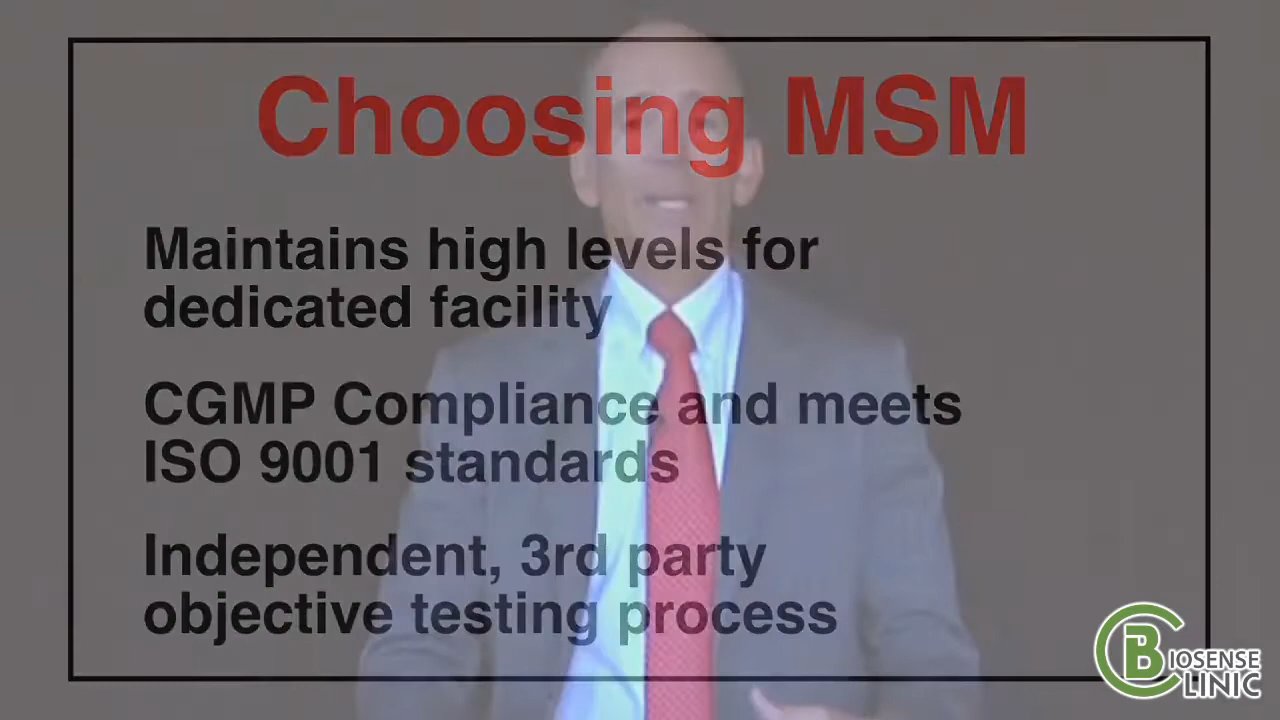 Choosing MSM
Maintains high levels for
dedicated facility
CGMP Compliance and meets
ISO 9001 standards
Independent, 3rd party
objective testing process
BIOSENSE
CLINIC